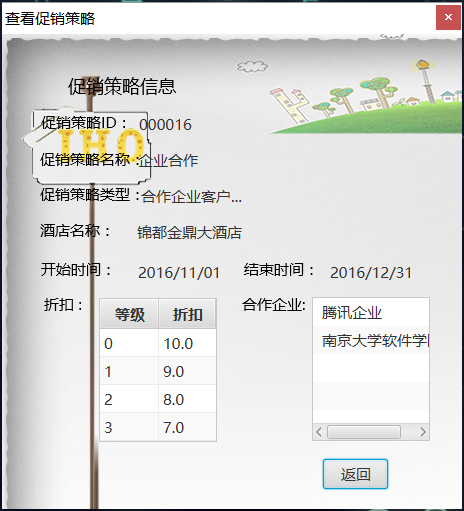 查看促销策略
促销策略信息
促销策略ID： 000016
IHO
促销策略名称：企业合作
促销策略类型：合作企业客户...
酒店名称： 锦都金鼎大酒店
开始时间： 2016/11/01 结束时间： 2016/12/31
折扣： 合作企业:
等级 折扣
0 10.0
1 9.0
2 8.0
3 7.0
腾讯企业
南京大学软件学
返回